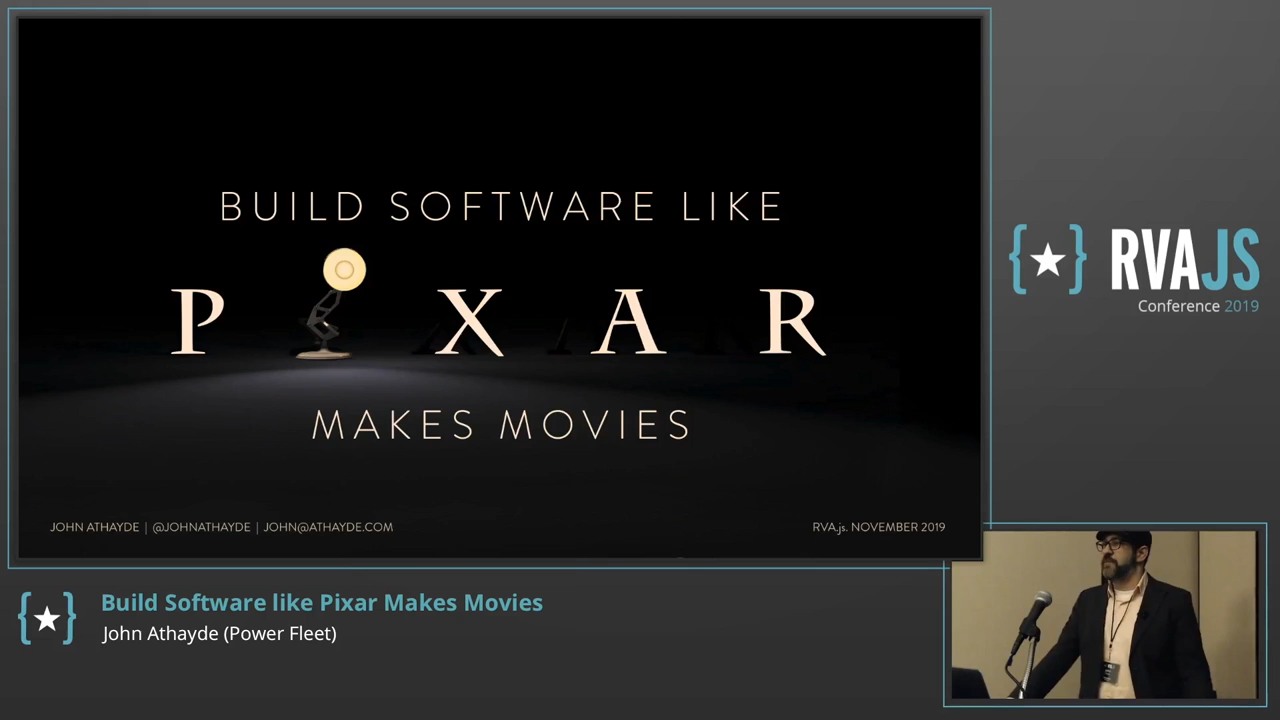 BUILD SOFTWARE LIKE
P X A R
MAKES MOVIES
JOHN ATHAYDE | @JOHNATHAYDE | JOHN@ATHAYDE.COM
RVA.js. NOVEMBER 2019
{★} RVAJS
Conference 2019
{★} Build Software like Pixar Makes Movies
John Athayde (Power Fleet)